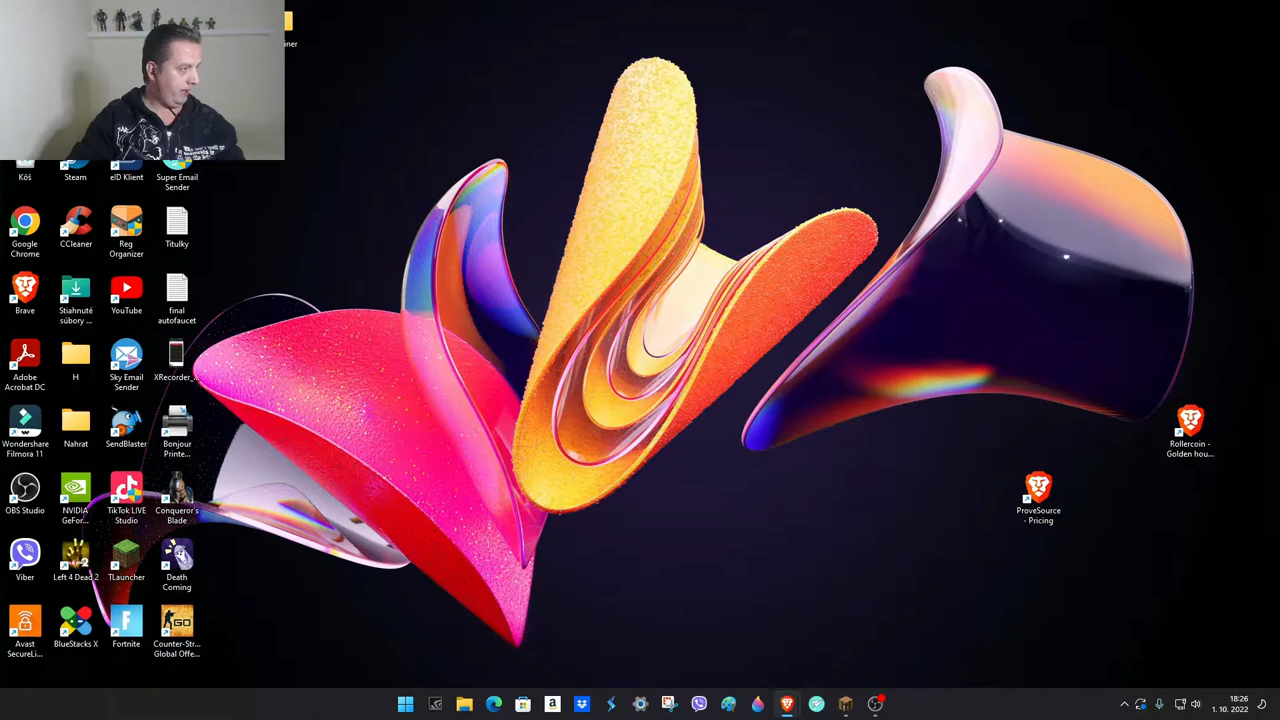 ner
Kôš
Steam
eID Klient
Super Email
Sender
Google
Chrome
CCleaner
Reg
Organizer
Titulky
Brave
Stiahnuté
súbory ...
YouTube
final
autofaucet
Adobe
Acrobat DC
H
Sky Email
Sender
XRecorder_...
Wondershare
Filmora 11
Nahrat
SendBlaster
Bonjour
Printe...
Rollercoin -
Golden hou...
OBS Studio
NVIDIA
GeFor...
TikTok LIVE
Studio
Conqueror's
Blade
ProveSource
- Pricing
Viber
Left 4 Dead 2
TLauncher
Death
Coming
Avast
SecureLi...
BlueStacks X
Fortnite
GO
Counter-Str...
Global Offe...
18:26
1. 10. 2022